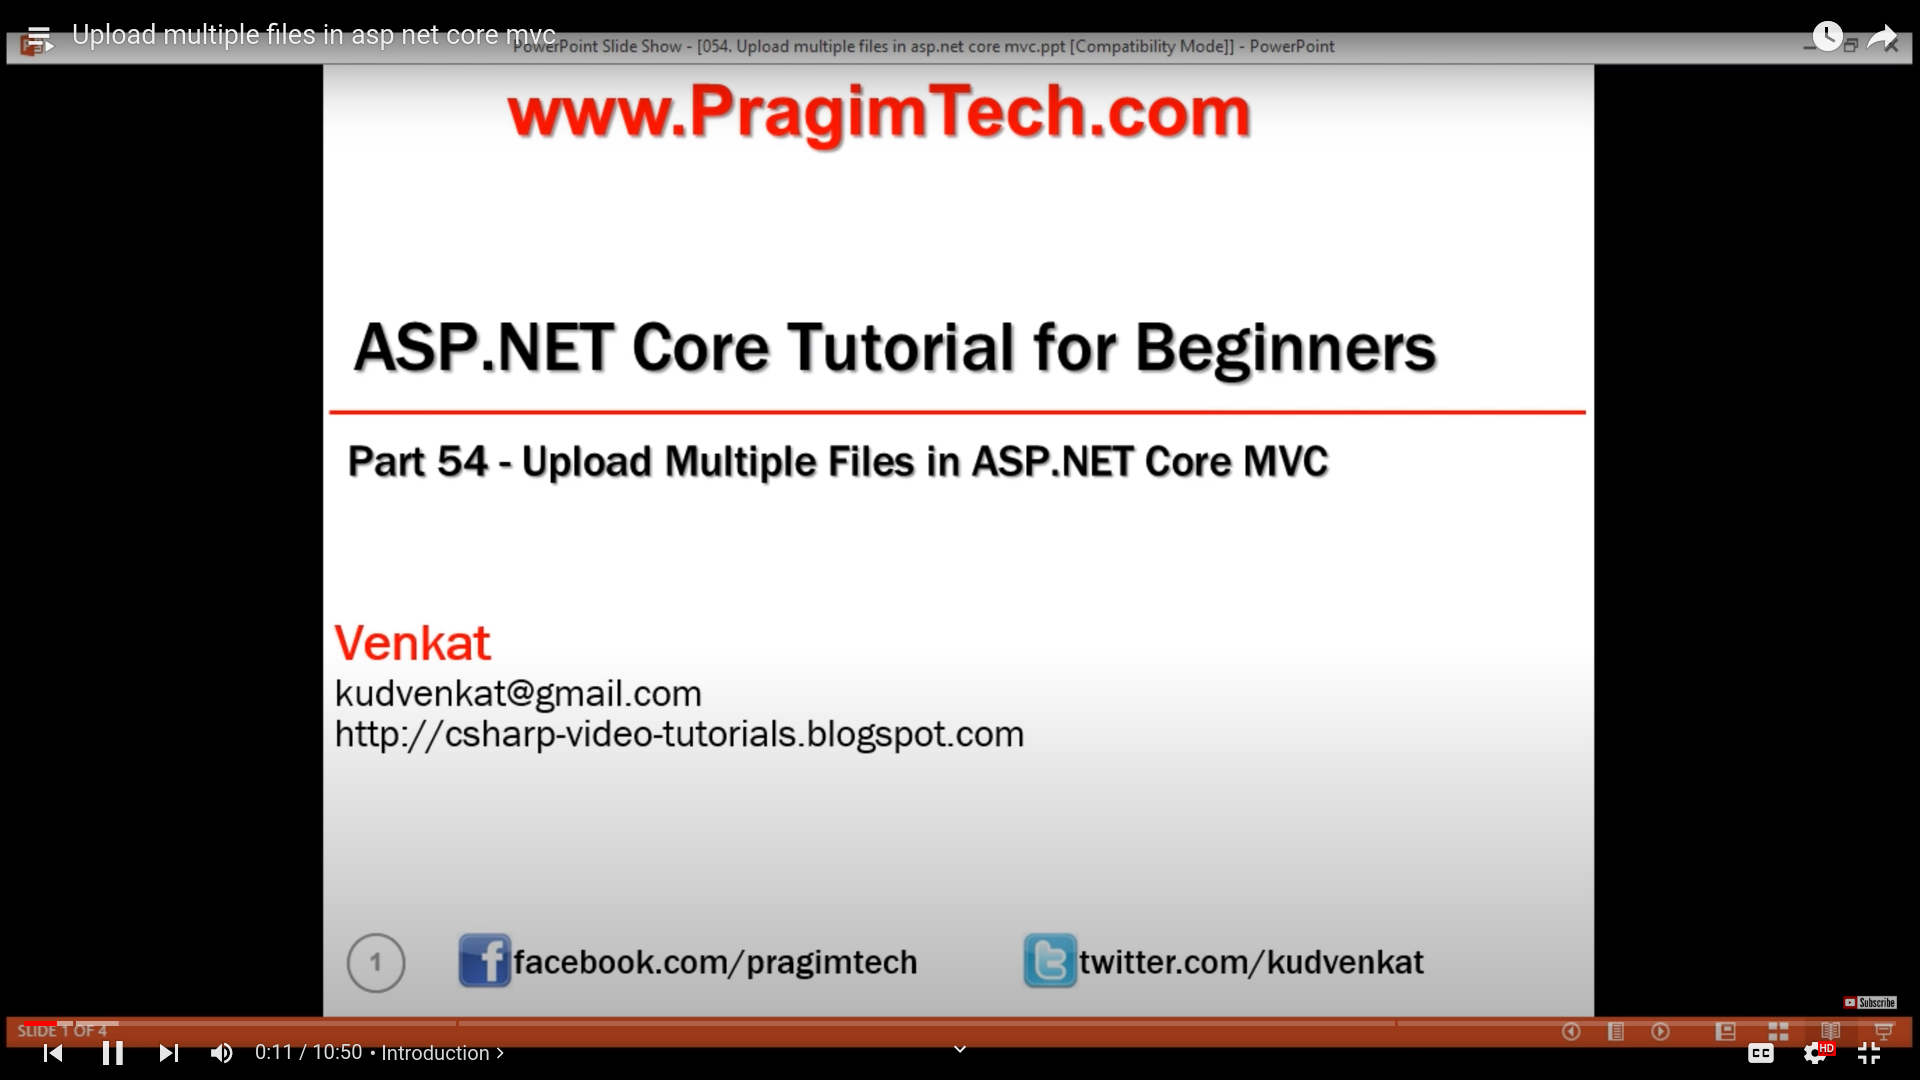 Upload multiple files in asp net core mvc
PowerPoint Slide Show - [054. Upload multiple files in asp.net core mvc.ppt [Compatibility Mode]] - PowerPoint
www.PragimTech.com
ASP.NET Core Tutorial for Beginners
Part 54 - Upload Multiple Files in ASP.NET Core MVC
Venkat
kudvenkat@gmail.com
http://csharp-video-tutorials.blogspot.com
1
facebook.com/pragimtech
twitter.com/kudvenkat
Subscribe
SLIDE 1 OF 4
0:11 / 10:50 • Introduction
CC
HD